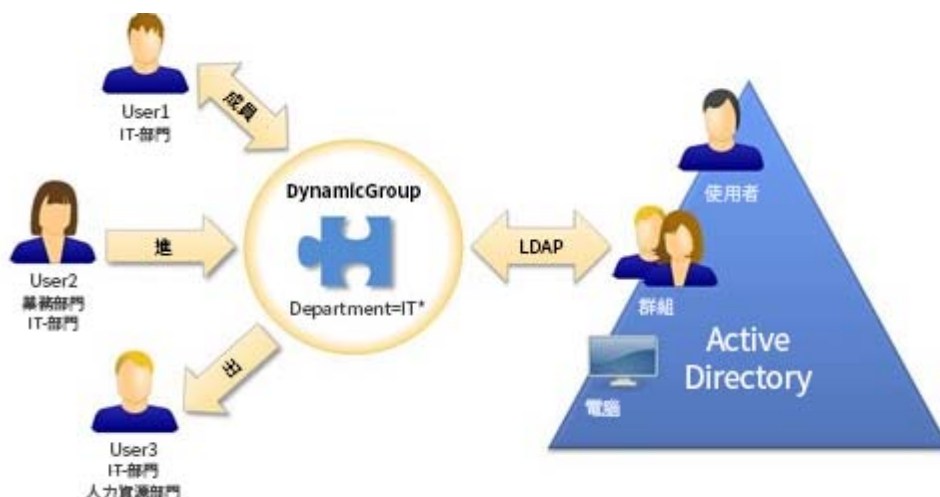 User1
IT-部門
成員
User2
業務部門
IT-部門
進
User3
IT-部門
人力資源部門
出
DynamicGroup
Department=IT*
LDAP
使用者
群組
電腦
Active
Directory